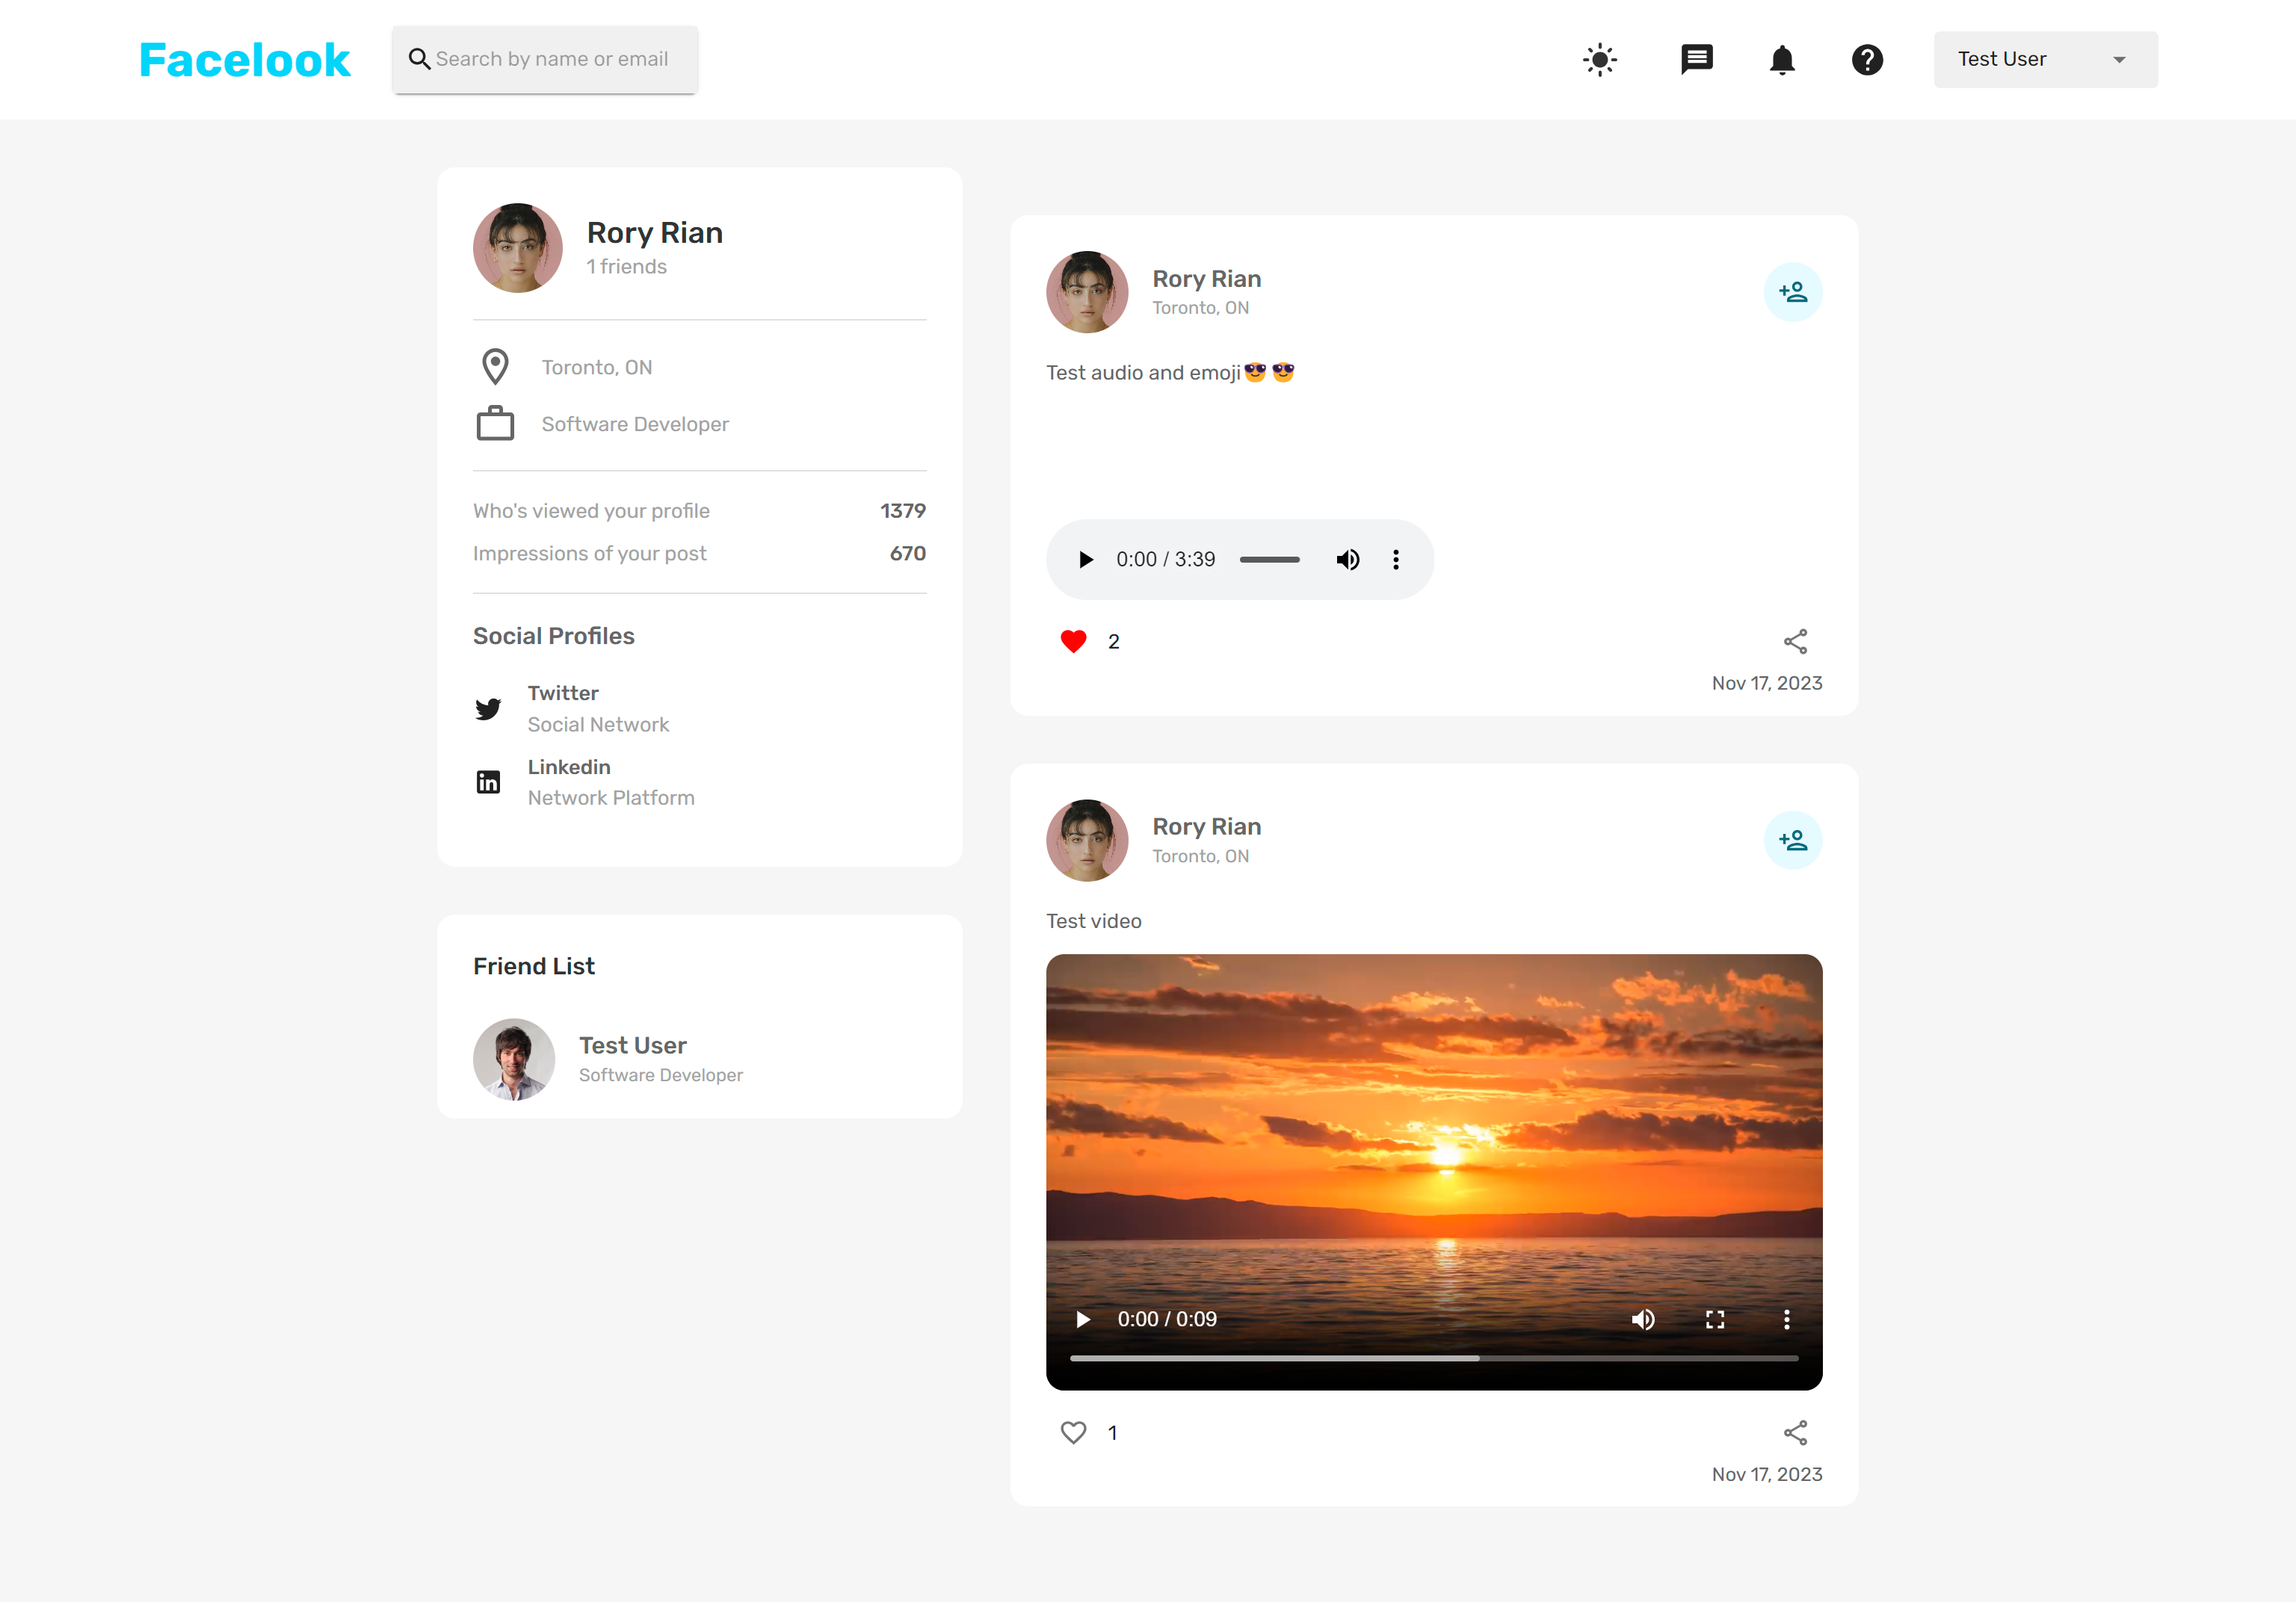 Facelook
Search by name or email
Test User
Rory Rian
1 friends
Toronto, ON
Software Developer
Who's viewed your profile 1379
Impressions of your post 670
Social Profiles
Twitter
Social Network
Linkedin
Network Platform
Friend List
Test User
Software Developer
Rory Rian
Toronto, ON
Test audio and emoji😎 😎
0:00 / 3:39
2
Nov 17, 2023
Rory Rian
Toronto, ON
Test video
0:00 / 0:09
1
Nov 17, 2023